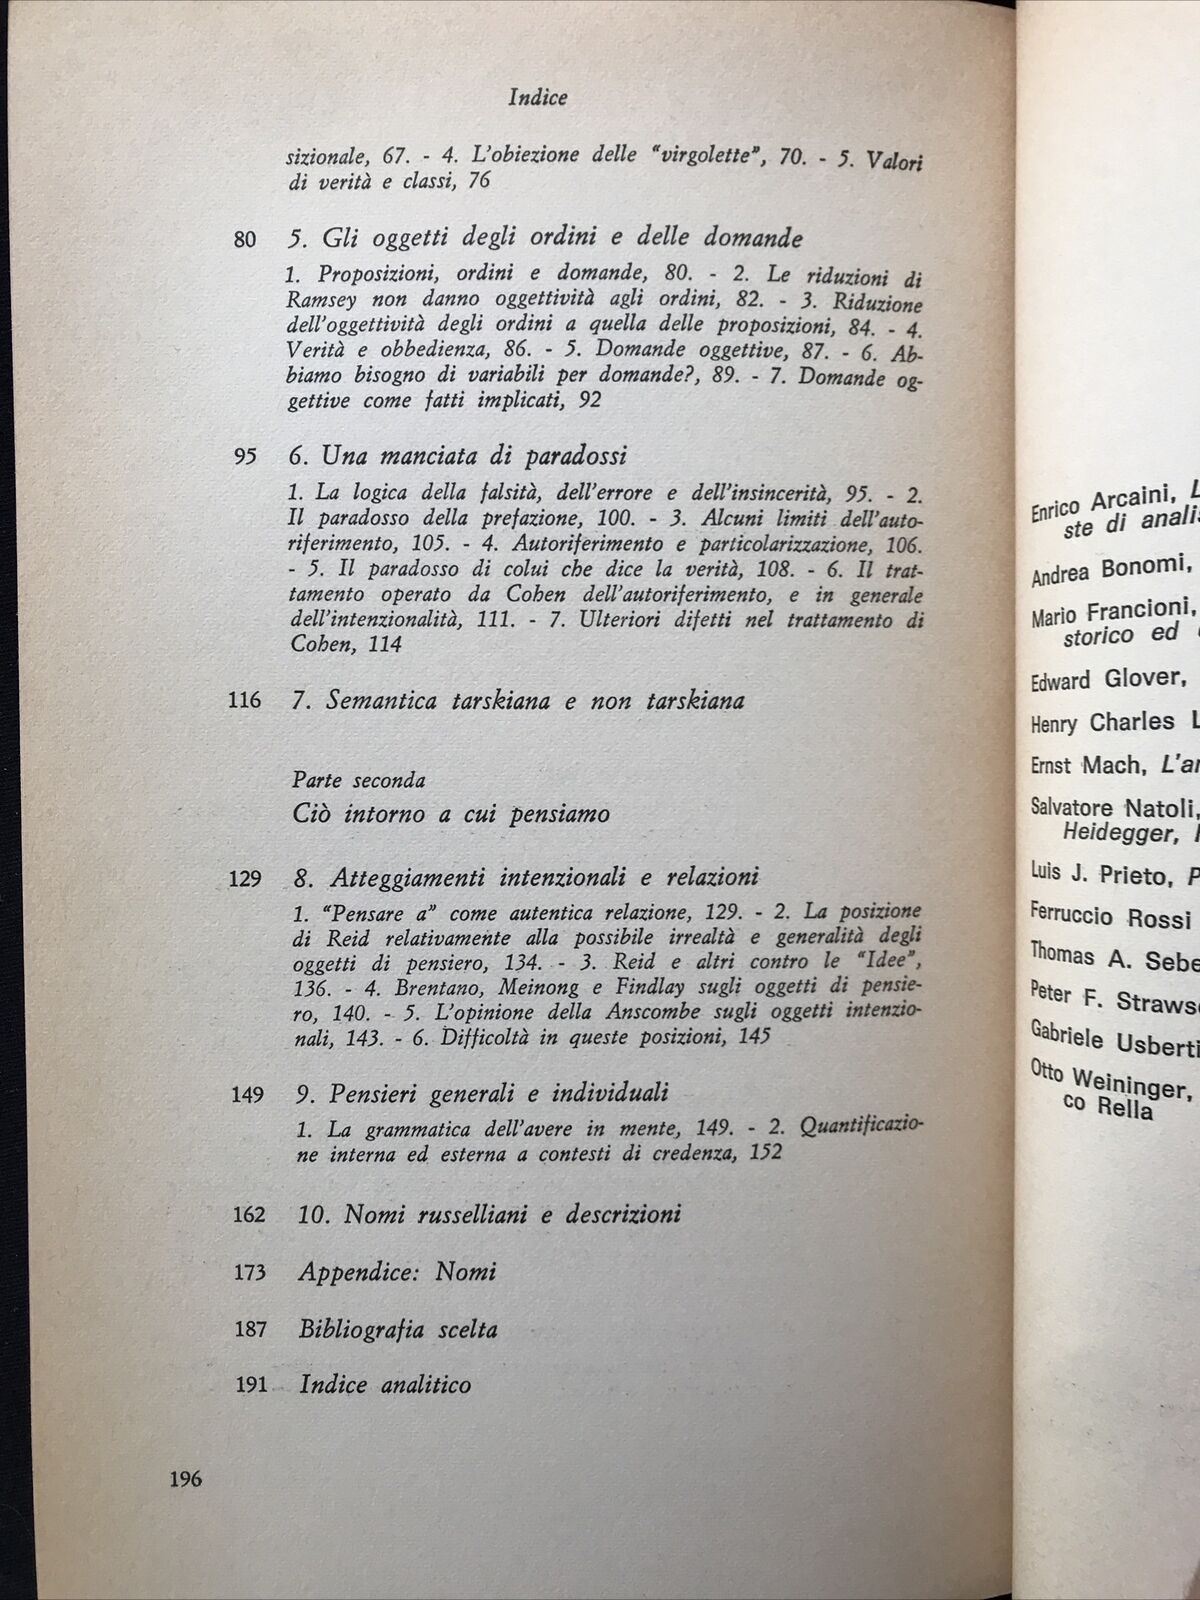 Indice
sizionale, 67. - 4. L'obiezione delle "virgolette", 70. - 5. Valori
di verità e classi, 76
80 5. Gli oggetti degli ordini e delle domande
1. Proposizioni, ordini e domande, 80. - 2. Le riduzioni di
Ramsey non danno oggettività agli ordini, 82. - 3. Riduzione
dell'oggettività degli ordini a quella delle proposizioni, 84. - 4.
Verità e obbedienza, 86. - 5. Domande oggettive, 87. - 6. Ab-
biamo bisogno di variabili per domande?, 89. - 7. Domande og-
gettive come fatti implicati, 92
95 6. Una manciata di paradossi
1. La logica della falsità, dell'errore e dell'insincerità, 95. - 2.
Il paradosso della prefazione, 100. - 3. Alcuni limiti dell'auto-
riferimento, 105. - 4. Autoriferimento e particolarizzazione, 106.
- 5. Il paradosso di colui che dice la verità, 108. - 6. Il trat-
tamento operato da Cohen dell'autoriferimento, e in generale
dell'intenzionalità, 111. - 7. Ulteriori difetti nel trattamento di
Cohen, 114
116 7. Semantica tarskiana e non tarskiana
Parte seconda
Ciò intorno a cui pensiamo
129 8. Atteggiamenti intenzionali e relazioni
1. "Pensare a" come autentica relazione, 129. - 2. La posizione
di Reid relativamente alla possibile irrealtà e generalità degli
oggetti di pensiero, 134. - 3. Reid e altri contro le "Idee",
136. - 4. Brentano, Meinong e Findlay sugli oggetti di pensie-
ro, 140. - 5. L'opinione della Anscombe sugli oggetti intenzio-
nali, 143. - 6. Difficoltà in queste posizioni, 145
149 9. Pensieri generali e individuali
1. La grammatica dell'avere in mente, 149. - 2. Quantificazio-
ne interna ed esterna a contesti di credenza, 152
162 10. Nomi russelliani e descrizioni
173 Appendice: Nomi
187 Bibliografia scelta
191 Indice analitico
196
Enrico Arcaini, L
ste di analis
Andrea Bonomi,
Mario Francioni,
storico ed
Edward Glover,
Henry Charles L
Ernst Mach, L'ar
Salvatore Natoli,
Heidegger,
Luis J. Prieto, P
Ferruccio Rossi
Thomas A. Sebe
Peter F. Straws
Gabriele Usberti
Otto Weininger,
co Rella